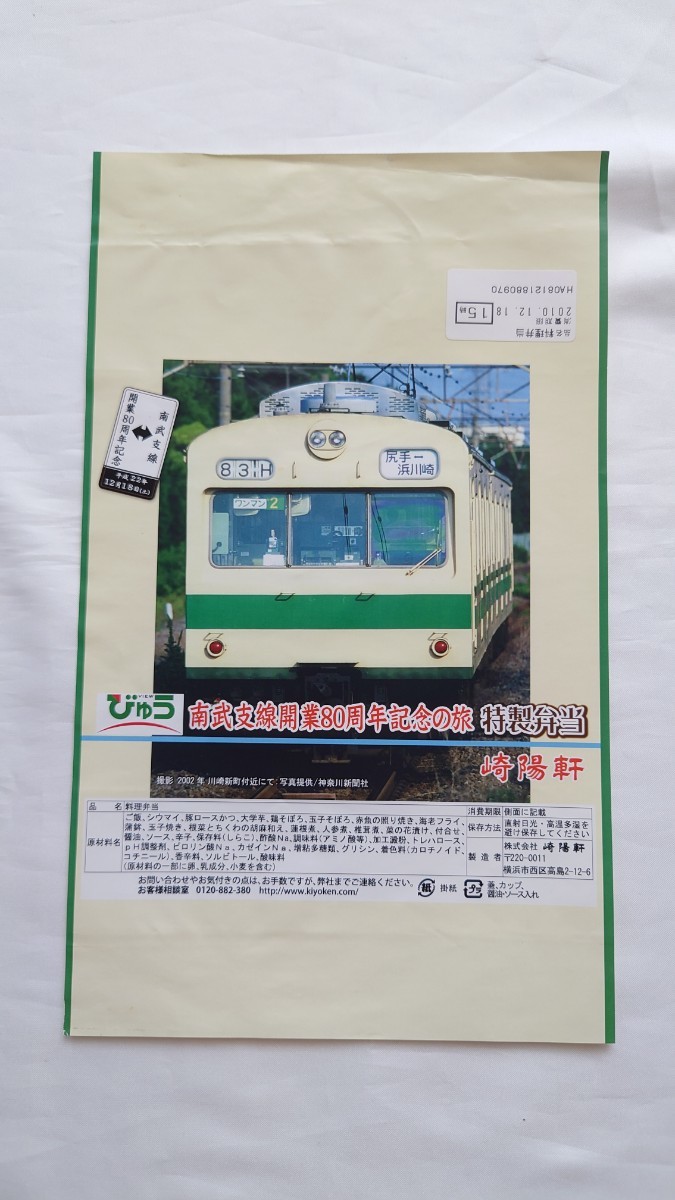 品名 料理弁当
消費期限
2010.12.18 15時
HA08121880970
南武支線
開業80周年記念
平成22年
12月18日(土)
831H
尻手ー
浜川崎
ワンマン 2
VIEW
びゅう
南武支線開業80周年記念の旅 特製弁当
崎陽軒
撮影 2002年 川崎新町付近にて:写真提供/神奈川新聞社
品名 料理弁当
原材料名
ご飯、シウマイ、豚ロースかつ、大学芋、鶏そぼろ、玉子そぼろ、赤魚の照り焼き、海老フライ、
蒲鉾、玉子焼き、根菜とちくわの胡麻和え、蓮根煮、人参煮、椎茸煮、菜の花漬け、付合せ、
醤油、ソース、辛子、保存料(しらこ)、酢酸Na、調味料(アミノ酸等)、加工澱粉、トレハロース、
pH調整剤、ピロリン酸Na、カゼインNa、増粘多糖類、グリシン、着色料(カロチノイド、
コチニール)、香辛料、ソルビトール、酸味料
(原材料の一部に卵、乳成分、小麦を含む)
消費期限 側面に記載
保存方法 直射日光・高温多湿を
避け保存してください
製造者 株式会社 崎陽軒
〒220-0011
横浜市西区高島2-12-6
お問い合わせやお気付きの点は、お手数ですが、弊社までご連絡ください。
お客様相談室 0120-882-380 http://www.kiyoken.com/
紙 掛紙
プラ 蓋、カップ、
醤油・ソース入れ